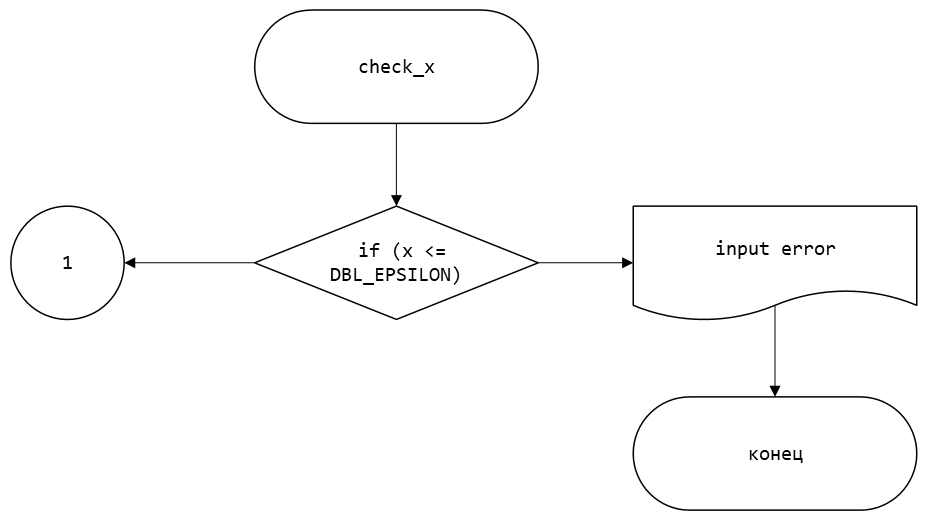 check_x
1
if (x <=
DBL_EPSILON)
input error
конец